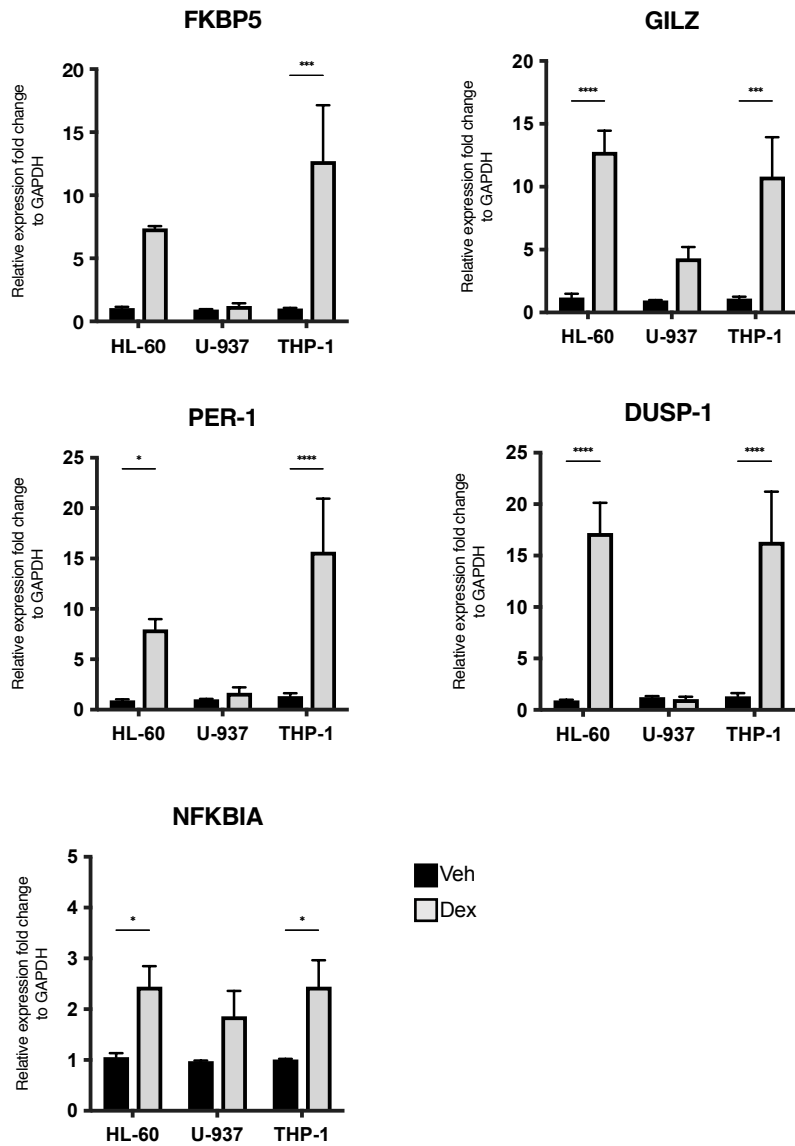 FKBP5
Relative expression fold change
to GAPDH
20
15
10
5
0
***
HL-60 U-937 THP-1
GILZ
Relative expression fold change
to GAPDH
20
15
10
5
0
**** ***
HL-60 U-937 THP-1
PER-1
Relative expression fold change
to GAPDH
25
20
15
10
5
0
* ****
HL-60 U-937 THP-1
DUSP-1
Relative expression fold change
to GAPDH
25
20
15
10
5
0
**** ****
HL-60 U-937 THP-1
NFKBIA
Relative expression fold change
to GAPDH
5
4
3
2
1
0
* *
HL-60 U-937 THP-1
Veh
Dex